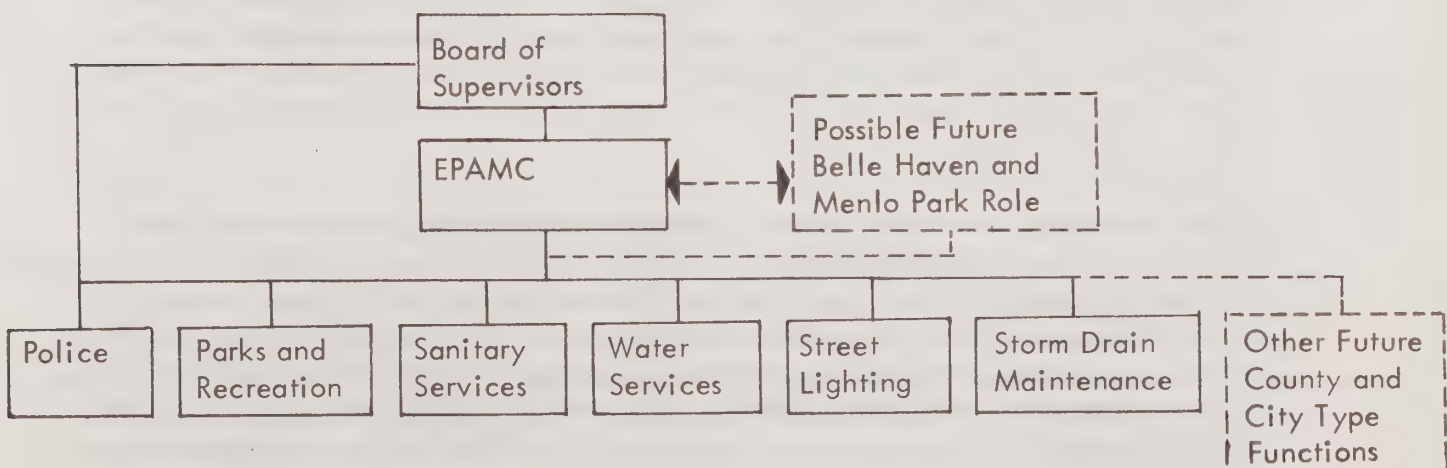 Board of
Supervisors
EPAMC
Possible Future
Belle Haven and
Menlo Park Role
Police
Parks and
Recreation
Sanitary
Services
Water
Services
Street
Lighting
Storm Drain
Maintenance
Other Future
County and
City Type
Functions